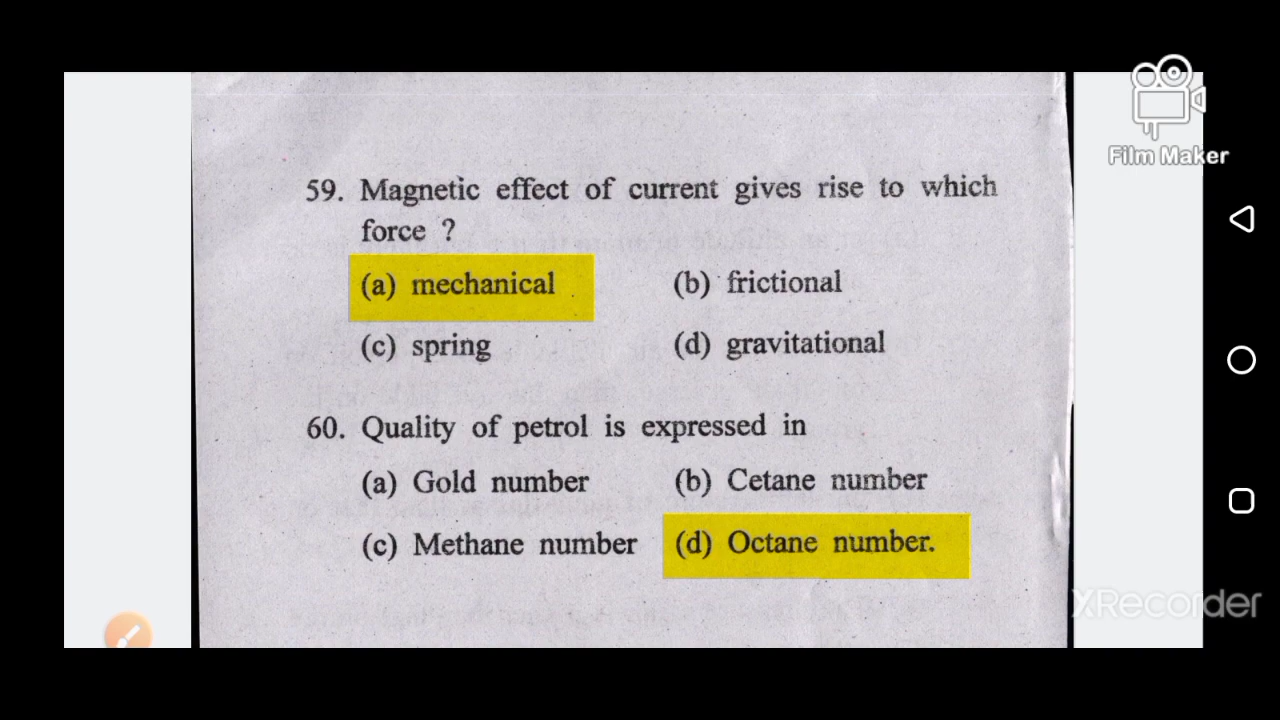 Film Maker
59. Magnetic effect of current gives rise to which
force ?
(a) mechanical (b) frictional
(c) spring (d) gravitational
60. Quality of petrol is expressed in
(a) Gold number (b) Cetane number
(c) Methane number (d) Octane number.
XRecorder